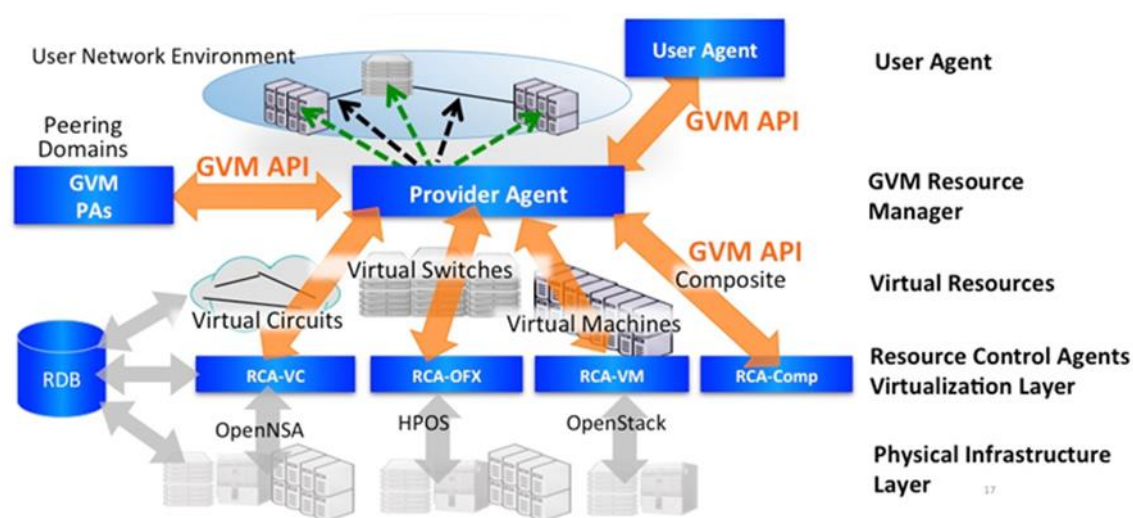 User Network Environment
User Agent
User Agent
GVM API
Peering
Domains
GVM API
GVM
PAs
Provider Agent
GVM Resource
Manager
GVM API
Virtual Switches
Composite
Virtual Resources
Virtual Circuits
Virtual Machines
RDB
RCA-VC
RCA-OFX
RCA-VM
RCA-Comp
Resource Control Agents
Virtualization Layer
OpenNSA
HPOS
OpenStack
Physical Infrastructure
Layer
17